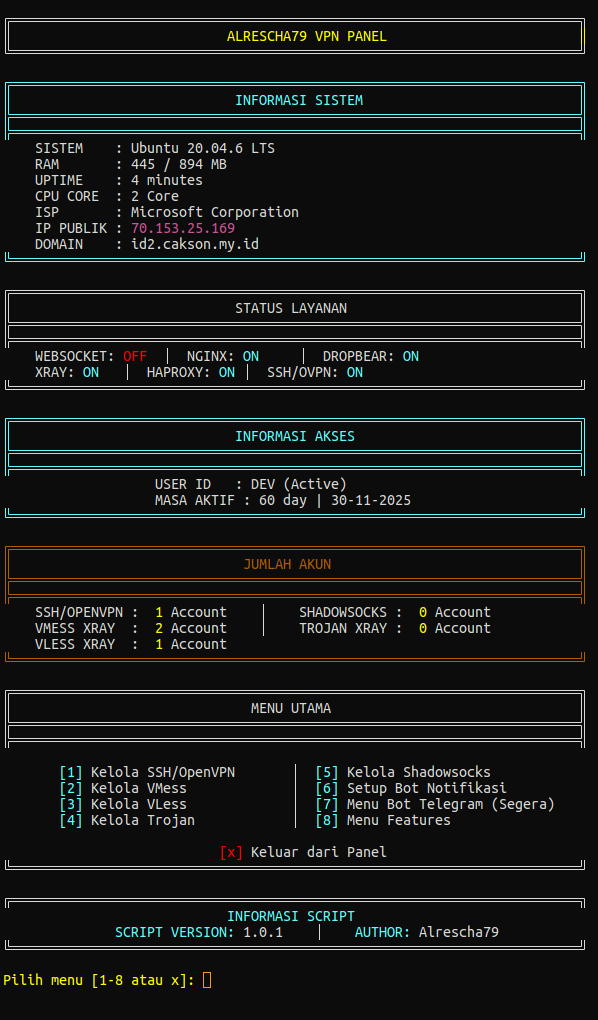 ALRESCHA79 VPN PANEL
INFORMASI SISTEM
SISTEM : Ubuntu 20.04.6 LTS
RAM : 445 / 894 MB
UPTIME : 4 minutes
CPU CORE : 2 Core
ISP : Microsoft Corporation
IP PUBLIK : 70.153.25.169
DOMAIN : id2.cakson.my.id
STATUS LAYANAN
WEBSOCKET: OFF | NGINX: ON | DROPBEAR: ON
XRAY: ON | HAPROXY: ON | SSH/OVPN: ON
INFORMASI AKSES
USER ID : DEV (Active)
MASA AKTIF : 60 day | 30-11-2025
JUMLAH AKUN
SSH/OPENVPN : 1 Account | SHADOWSOCKS : 0 Account
VMESS XRAY : 2 Account | TROJAN XRAY : 0 Account
VLESS XRAY : 1 Account
MENU UTAMA
[1] Kelola SSH/OpenVPN | [5] Kelola Shadowsocks
[2] Kelola VMess | [6] Setup Bot Notifikasi
[3] Kelola VLess | [7] Menu Bot Telegram (Segera)
[4] Kelola Trojan | [8] Menu Features
[x] Keluar dari Panel
INFORMASI SCRIPT
SCRIPT VERSION: 1.0.1 | AUTHOR: Alrescha79
Pilih menu [1-8 atau x]: